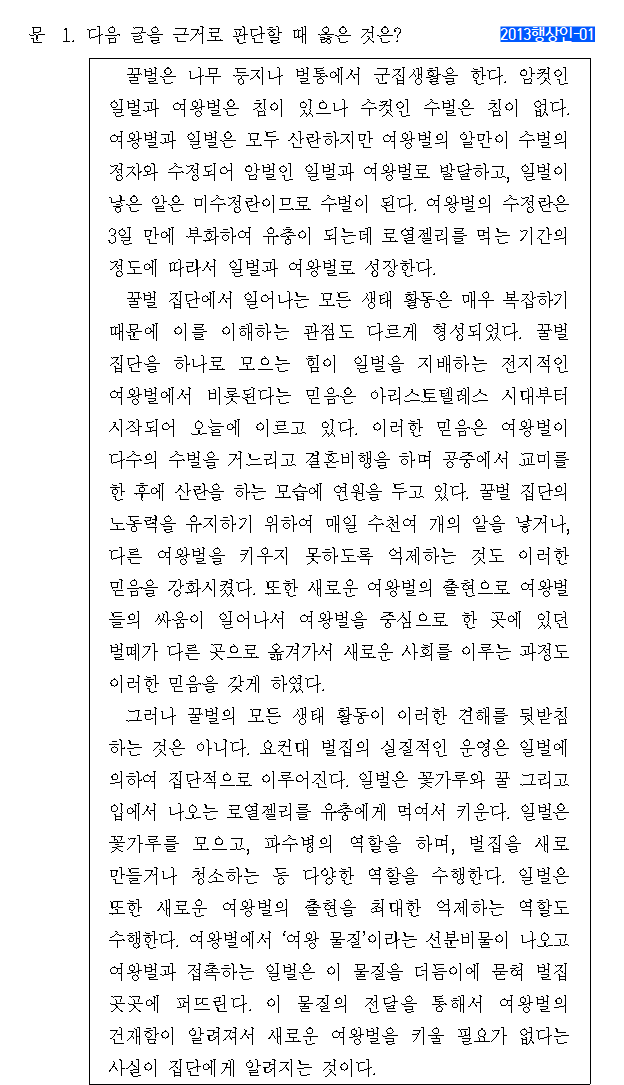 문 1. 다음 글을 근거로 판단할 때 옳은 것은?
2013행상인-01
꿀벌은 나무 둥지나 벌통에서 군집생활을 한다. 암컷인
일벌과 여왕벌은 침이 있으나 수컷인 수벌은 침이 없다.
여왕벌과 일벌은 모두 산란하지만 여왕벌의 알만이 수벌의
정자와 수정되어 암벌인 일벌과 여왕벌로 발달하고, 일벌이
낳은 알은 미수정란이므로 수벌이 된다. 여왕벌의 수정란은
3일 만에 부화하여 유충이 되는데 로열젤리를 먹는 기간의
정도에 따라서 일벌과 여왕벌로 성장한다.
꿀벌 집단에서 일어나는 모든 생태 활동은 매우 복잡하기
때문에 이를 이해하는 관점도 다르게 형성되었다. 꿀벌
집단을 하나로 모으는 힘이 일벌을 지배하는 전지적인
여왕벌에서 비롯된다는 믿음은 아리스토텔레스 시대부터
시작되어 오늘에 이르고 있다. 이러한 믿음은 여왕벌이
다수의 수벌을 거느리고 결혼비행을 하며 공중에서 교미를
한 후에 산란을 하는 모습에 연원을 두고 있다. 꿀벌 집단의
노동력을 유지하기 위하여 매일 수천여 개의 알을 낳거나,
다른 여왕벌을 키우지 못하도록 억제하는 것도 이러한
믿음을 강화시켰다. 또한 새로운 여왕벌의 출현으로 여왕벌
들의 싸움이 일어나서 여왕벌을 중심으로 한 곳에 있던
벌떼가 다른 곳으로 옮겨가서 새로운 사회를 이루는 과정도
이러한 믿음을 갖게 하였다.
그러나 꿀벌의 모든 생태 활동이 이러한 견해를 뒷받침
하는 것은 아니다. 요컨대 벌집의 실질적인 운영은 일벌에
의하여 집단적으로 이루어진다. 일벌은 꽃가루와 꿀 그리고
입에서 나오는 로열젤리를 유충에게 먹여서 키운다. 일벌은
꽃가루를 모으고, 파수병의 역할을 하며, 벌집을 새로
만들거나 청소하는 등 다양한 역할을 수행한다. 일벌은
또한 새로운 여왕벌의 출현을 최대한 억제하는 역할도
수행한다. 여왕벌에서 ‘여왕 물질’이라는 선분비물이 나오고
여왕벌과 접촉하는 일벌은 이 물질을 더듬이에 묻혀 벌집
곳곳에 퍼뜨린다. 이 물질의 전달을 통해서 여왕벌의
건재함이 알려져서 새로운 여왕벌을 키울 필요가 없다는
사실이 집단에게 알려지는 것이다.